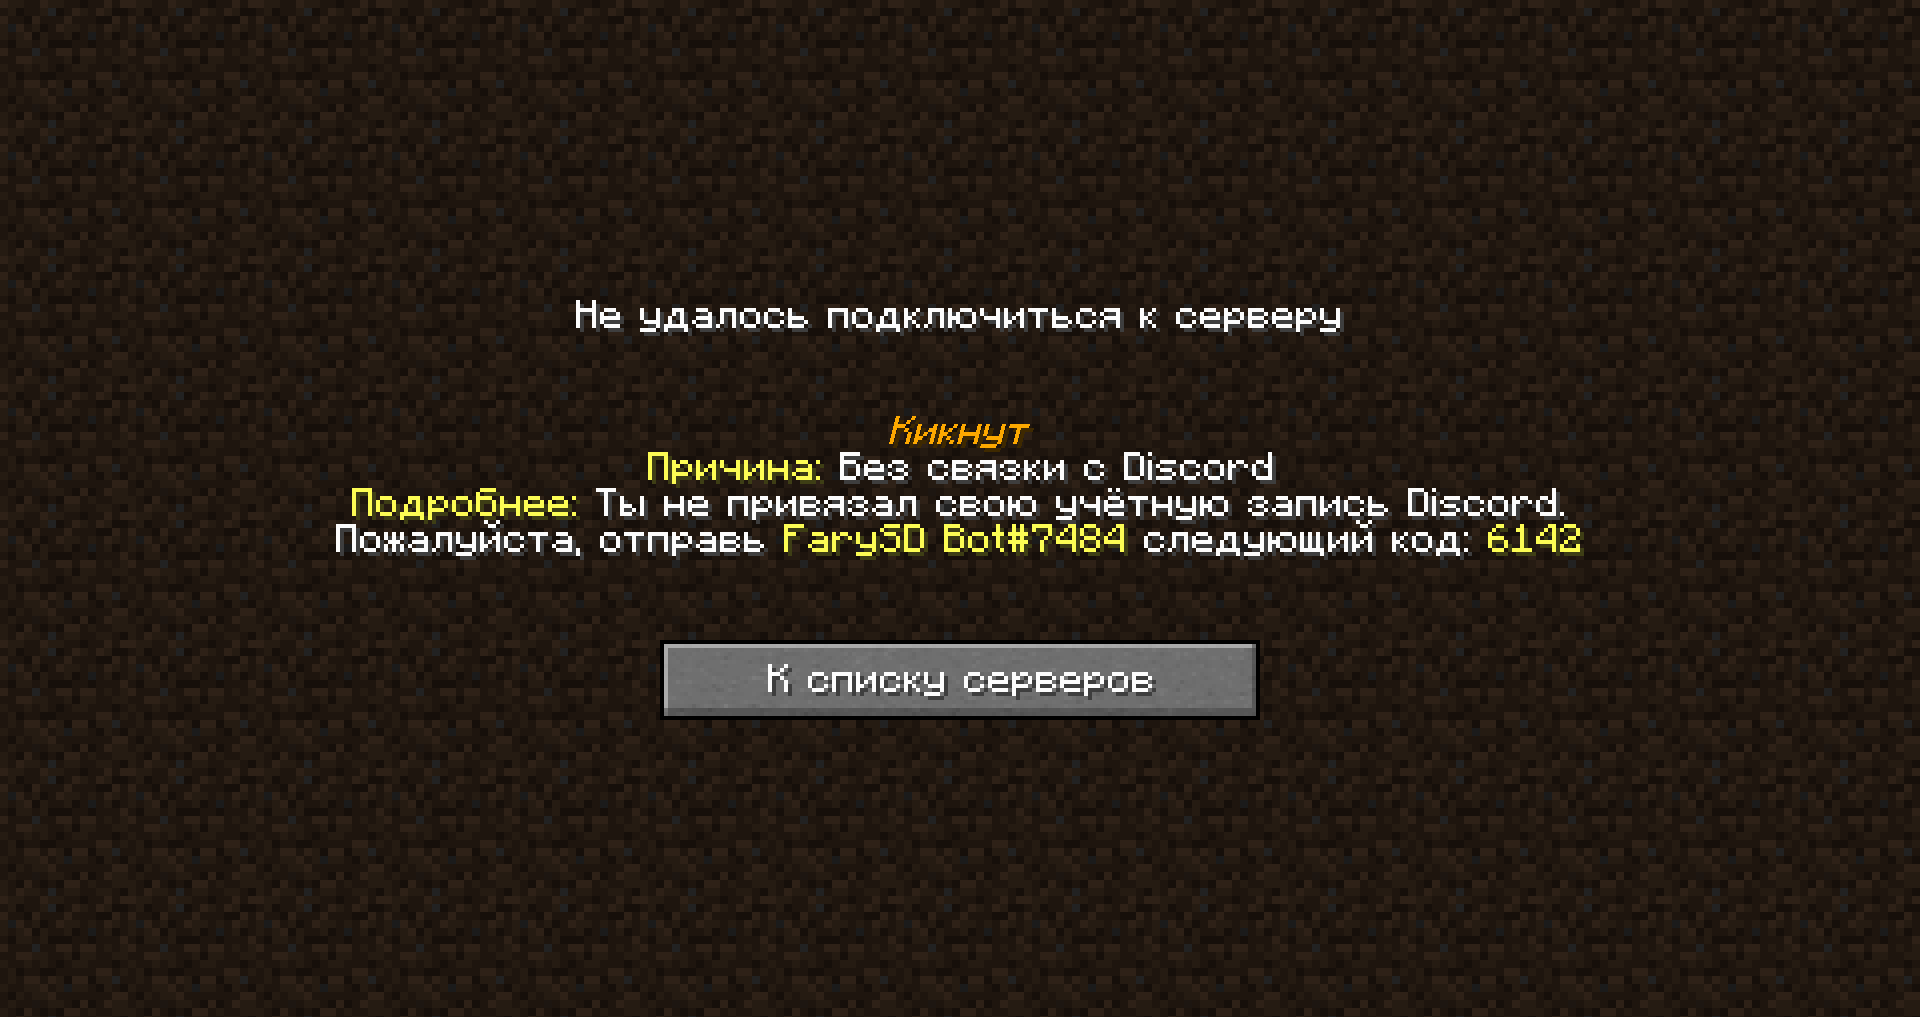 Не удалось подключиться к серверу
Кикнут
Причина: Без связки с Discord
Подробнее: Ты не привязал свою учётную запись Discord.
Пожалуйста, отправь FarySD Bot#7484 следующий код: 6142
К списку серверов